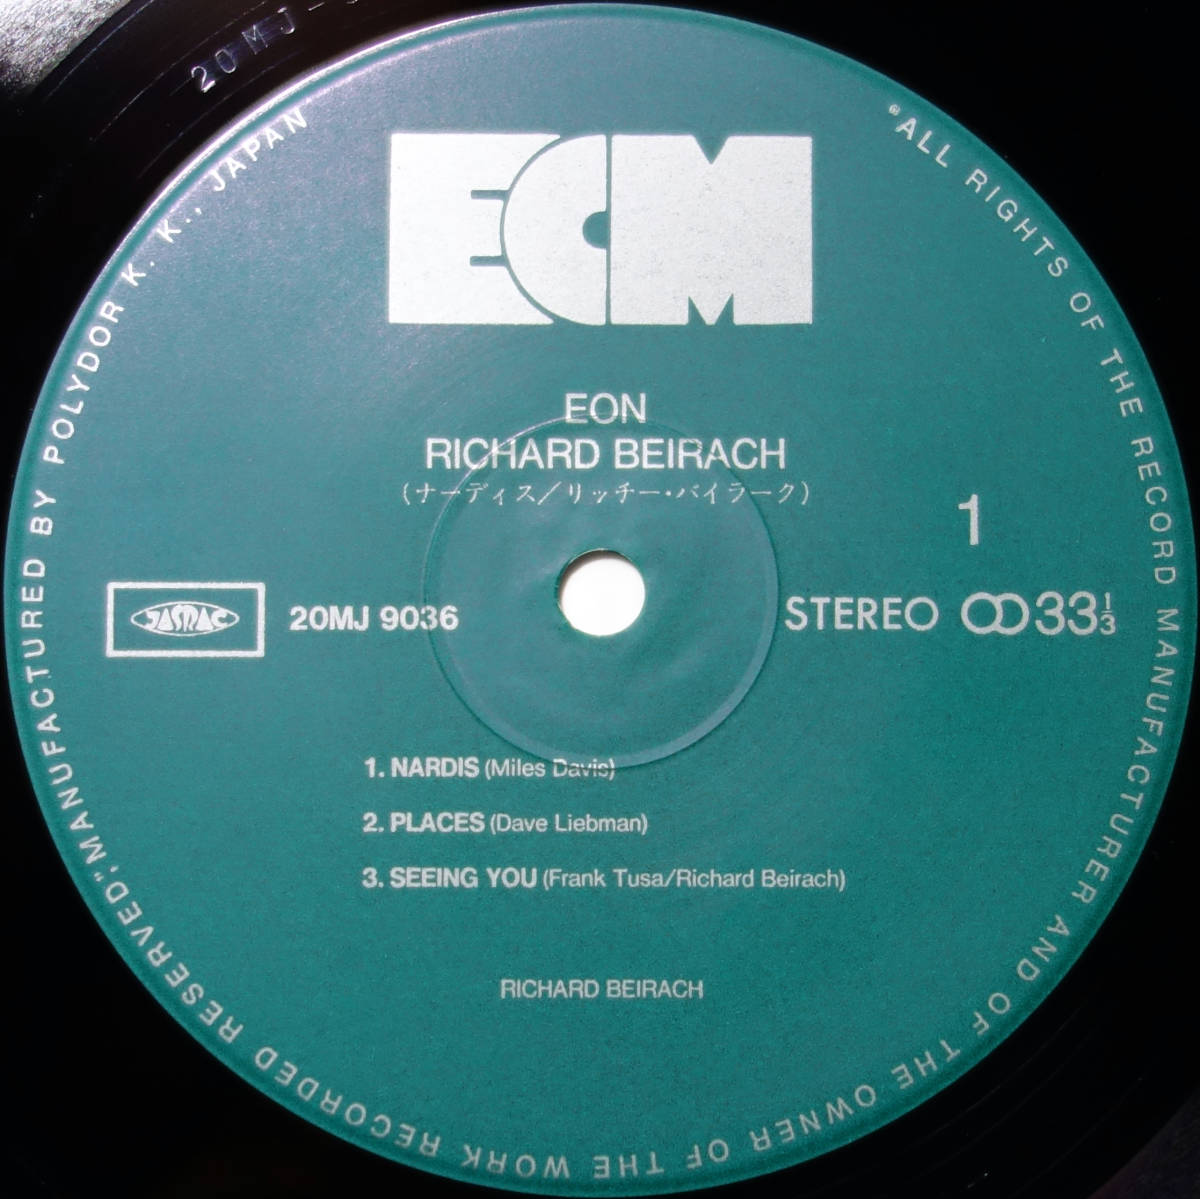 20MJ
ECM
EON
RICHARD BEIRACH
(ナーディス/リッチー・バイラーク)
1
JASRAC
20MJ 9036
STEREO 33 1/3
1. NARDIS (Miles Davis)
2. PLACES (Dave Liebman)
3. SEEING YOU (Frank Tusa/Richard Beirach)
RICHARD BEIRACH
"ALL RIGHTS OF THE RECORD MANUFACTURER AND OF THE OWNER OF THE WORK RECORDED RESERVED," MANUFACTURED BY POLYDOR K. K., JAPAN